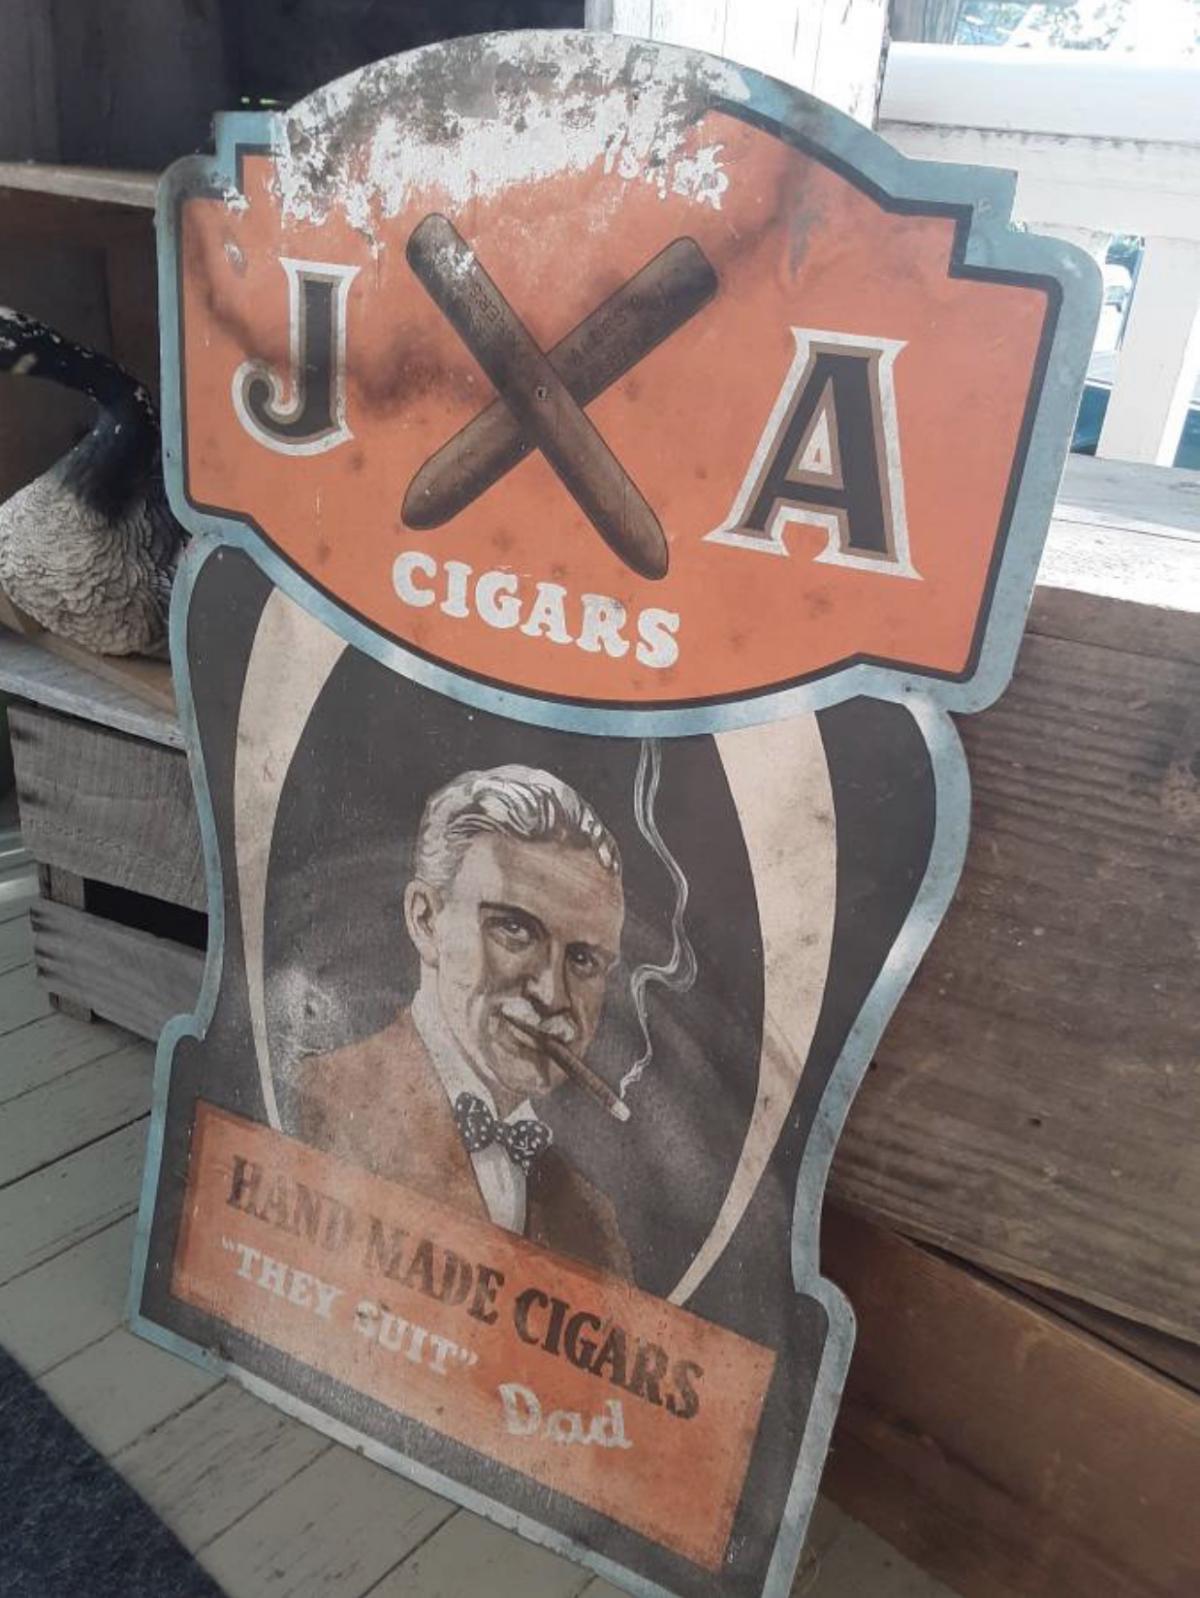 J X A
CIGARS
HAND MADE CIGARS
"THEY SUIT"
Dad